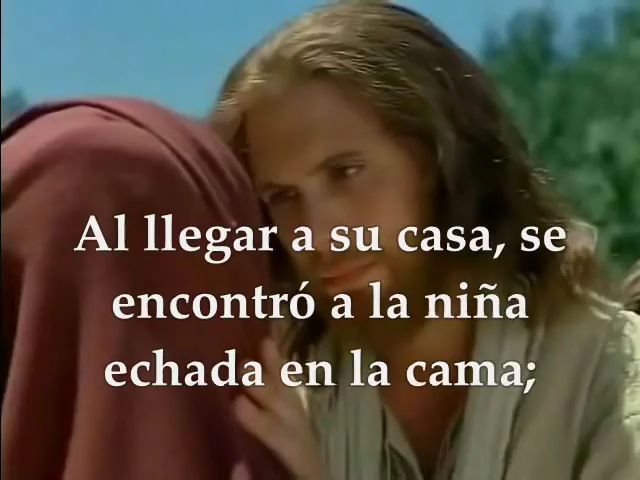 Al llegar a su casa, se
encontró a la niña
echada en la cama;